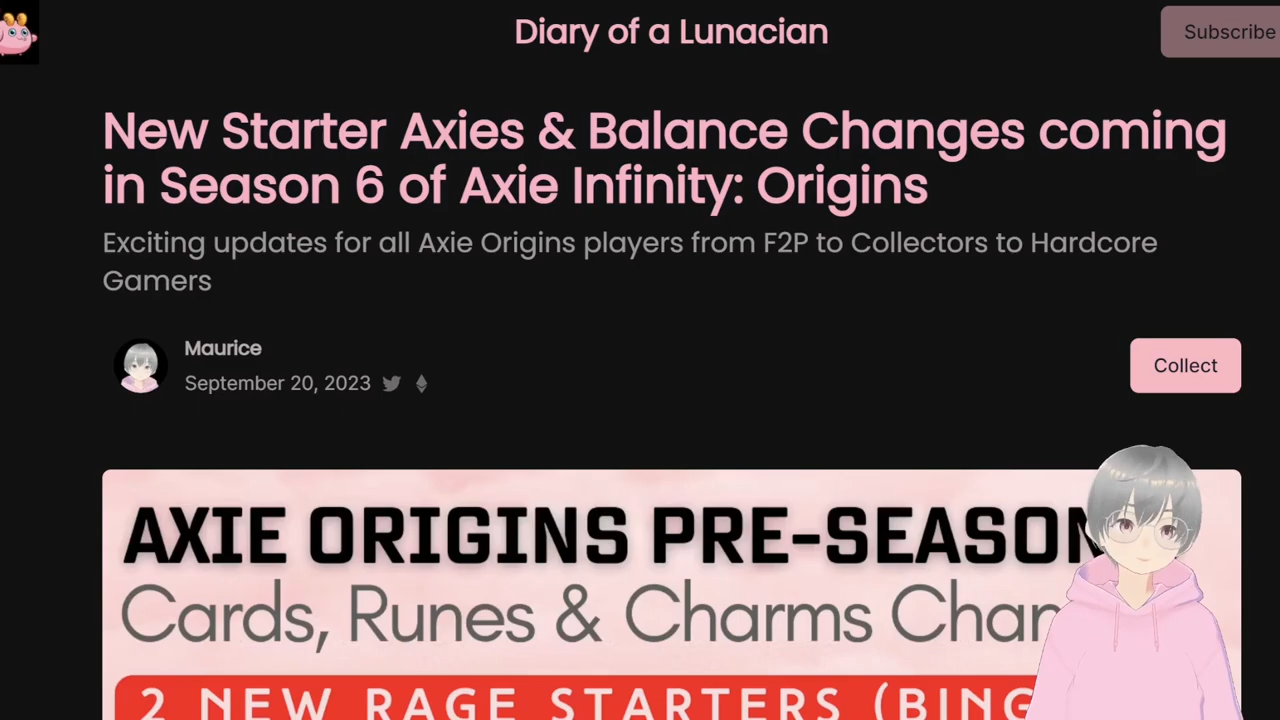 Diary of a Lunacian
Subscribe
New Starter Axies & Balance Changes coming
in Season 6 of Axie Infinity: Origins
Exciting updates for all Axie Origins players from F2P to Collectors to Hardcore
Gamers
Maurice
September 20, 2023
Collect
AXIE ORIGINS PRE-SEASON
Cards, Runes & Charms
2 NEW RAGE STARTERS